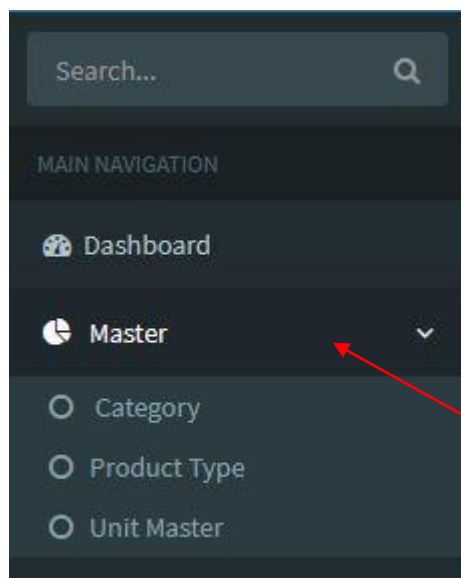 Search...
MAIN NAVIGATION
Dashboard
Master
Category
Product Type
Unit Master